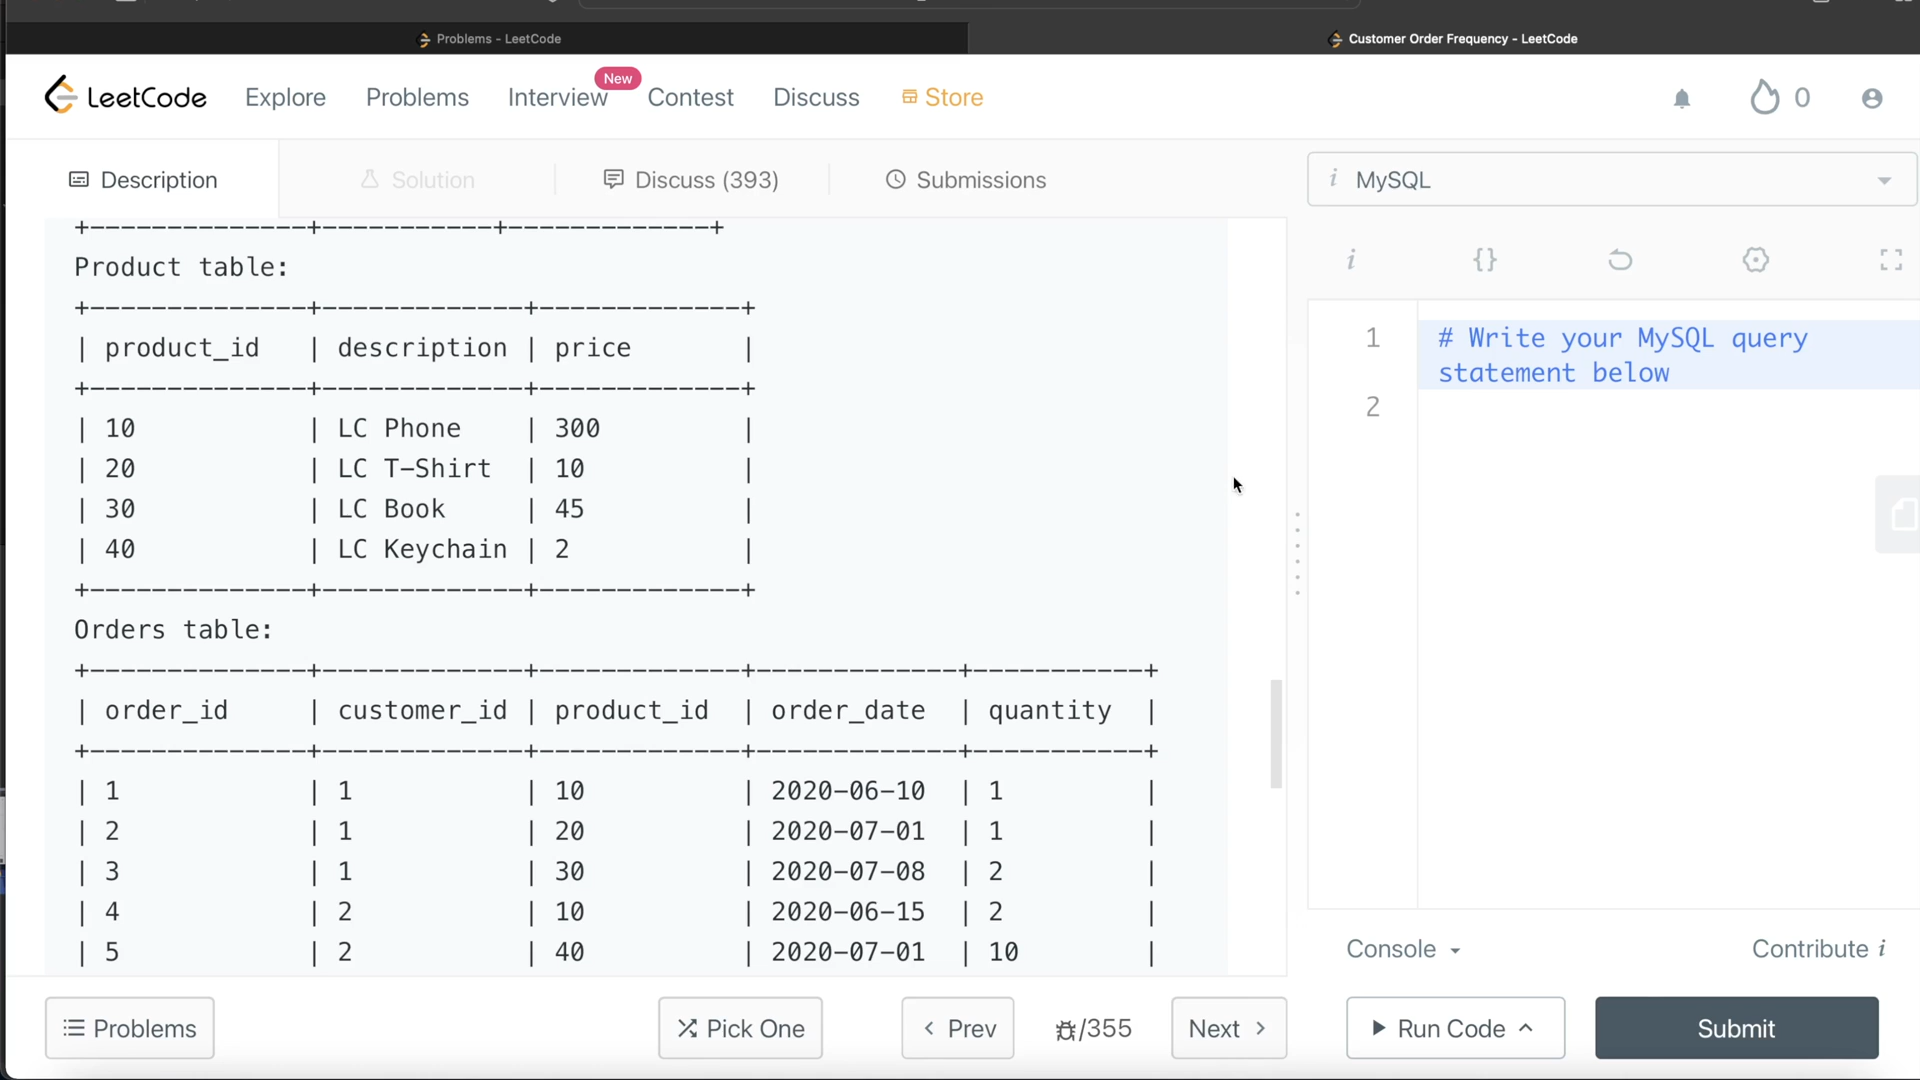 Problems - LeetCode
Customer Order Frequency - LeetCode
LeetCode Explore Problems Interview New Contest Discuss Store 0
Description Solution Discuss (393) Submissions
+--------------+-----------+------------+
Product table:
+--------------+-------------+-------------+
| product_id | description | price |
+--------------+-------------+-------------+
| 10 | LC Phone | 300 |
| 20 | LC T-Shirt | 10 |
| 30 | LC Book | 45 |
| 40 | LC Keychain | 2 |
+--------------+-------------+-------------+
Orders table:
+--------------+-------------+-------------+-------------+-----------+
| order_id | customer_id | product_id | order_date | quantity |
+--------------+-------------+-------------+-------------+-----------+
| 1 | 1 | 10 | 2020-06-10 | 1 |
| 2 | 1 | 20 | 2020-07-01 | 1 |
| 3 | 1 | 30 | 2020-07-08 | 2 |
| 4 | 2 | 10 | 2020-06-15 | 2 |
| 5 | 2 | 40 | 2020-07-01 | 10 |
i MySQL
i {}
1 # Write your MySQL query
statement below
2
Console Contribute i
Problems Pick One Prev /355 Next Run Code Submit